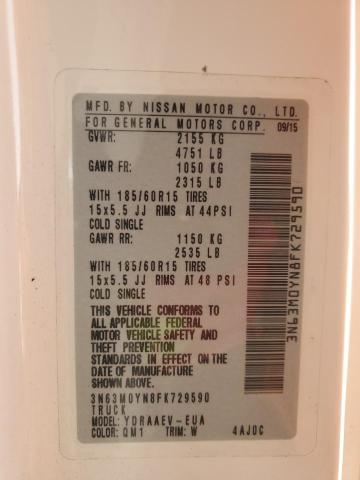 MFD. BY NISSAN MOTOR CO., LTD.
FOR GENERAL MOTORS CORP. 09/15
GVWR: 2155 KG
4751 LB
GAWR FR: 1050 KG
2315 LB
WITH 185/60R15 TIRES
15x5.5 JJ RIMS AT 44PSI
COLD SINGLE
GAWR RR: 1150 KG
2535 LB
WITH 185/60R15 TIRES
15x5.5 JJ RIMS AT 48 PSI
COLD SINGLE
THIS VEHICLE CONFORMS TO
ALL APPLICABLE FEDERAL
MOTOR VEHICLE SAFETY AND
THEFT PREVENTION
STANDARDS IN EFFECT ON THE
DATE OF MANUFACTURE
SHOWN ABOVE.
3N63M0YN8FK729590
TRUCK
MODEL: YDRAAEV-EUA
COLOR: QM1 TRIM: W 4AJ0C
3N63M0YN8FK729590